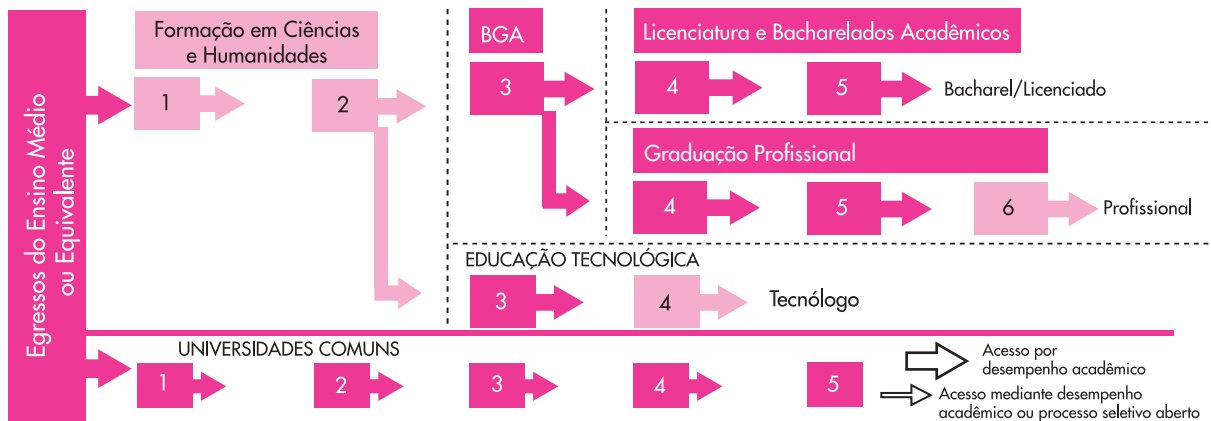 Egressos do Ensino Médio
ou Equivalente
Formação em Ciências
e Humanidades
1
2
BGA
3
Licenciatura e Bacharelados Acadêmicos
4
5
Bacharel/Licenciado
Graduação Profissional
4
5
6
Profissional
EDUCAÇÃO TECNOLÓGICA
3
4
Tecnólogo
UNIVERSIDADES COMUNS
1
2
3
4
5
Acesso por
desempenho acadêmico
Acesso mediante desempenho
acadêmico ou processo seletivo aberto